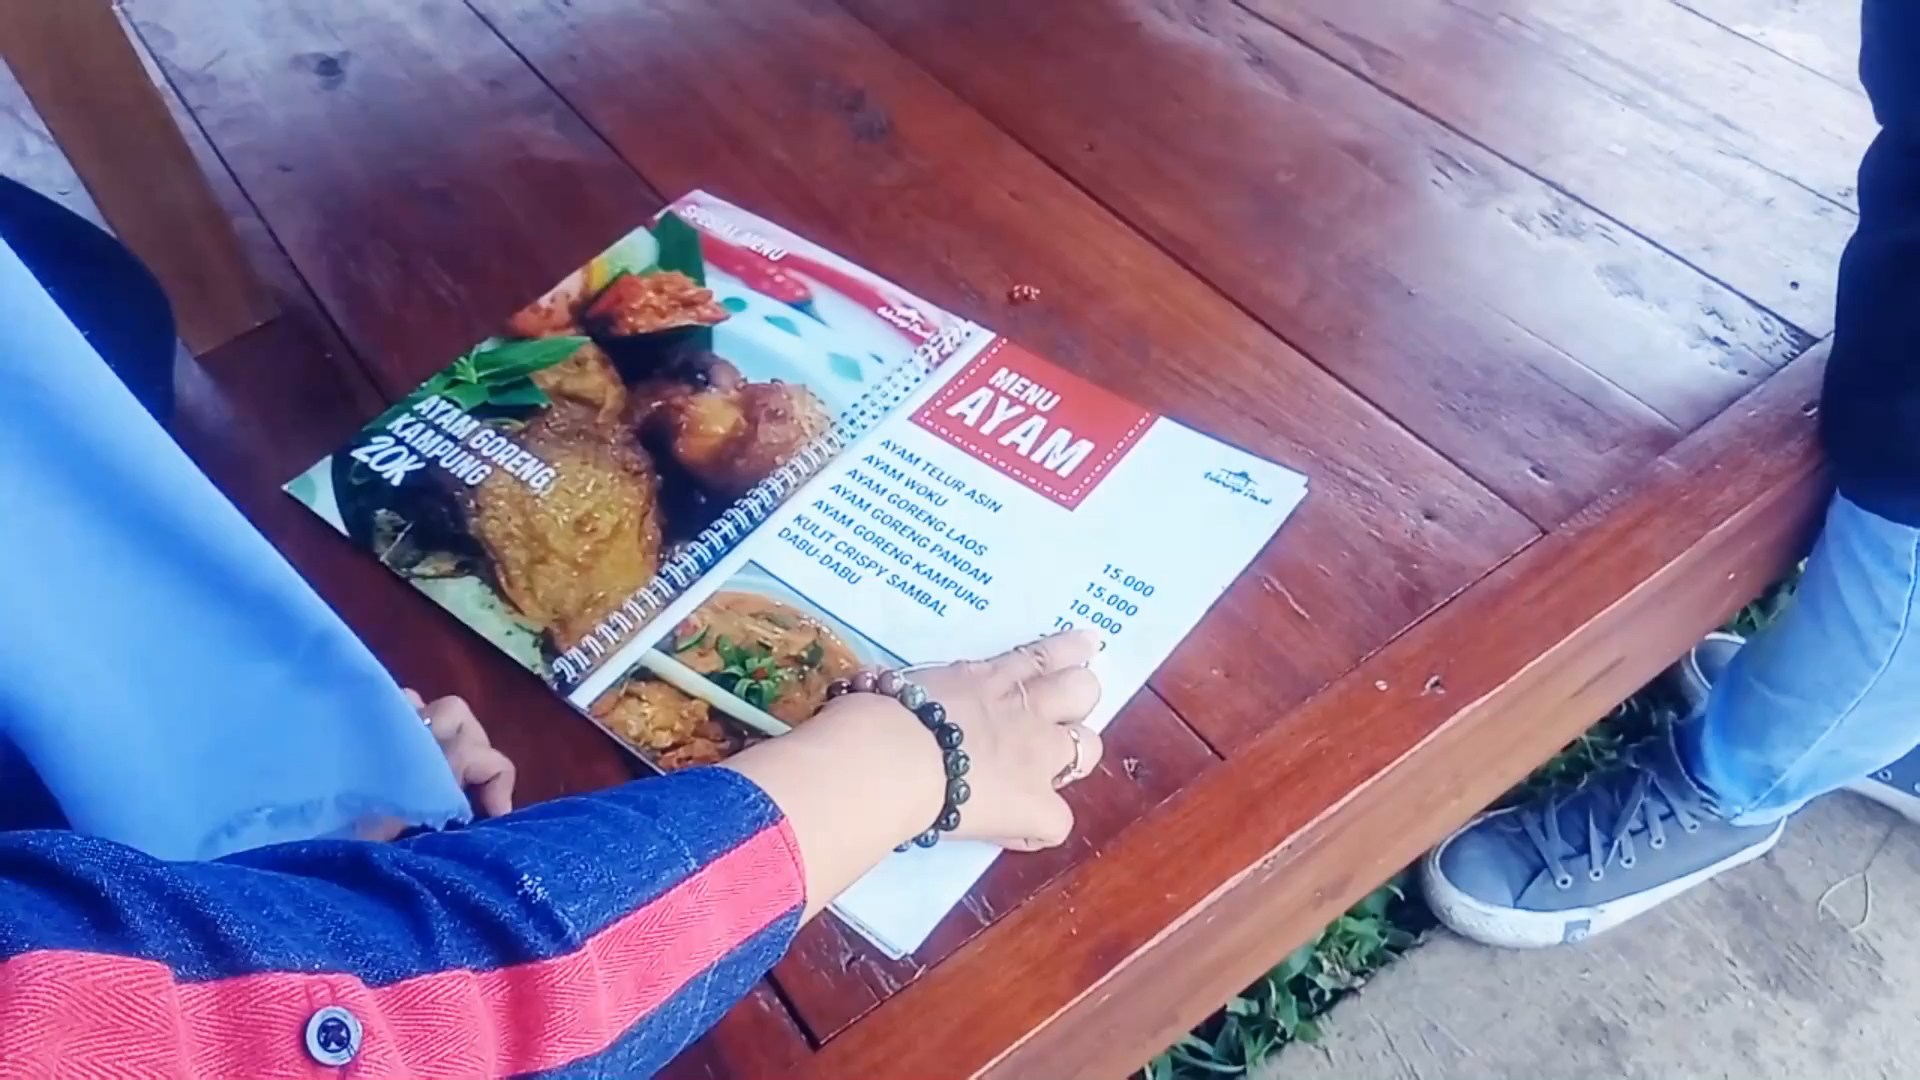 SPECIAL MENU
AYAM GORENG
KAMPUNG
20K
MENU
AYAM
AYAM TELUR ASIN
AYAM WOKU
AYAM GORENG LAOS
AYAM GORENG PANDAN
AYAM GORENG KAMPUNG
KULIT CRISPY SAMBAL
DABU-DABU
15.000
15.000
10.000